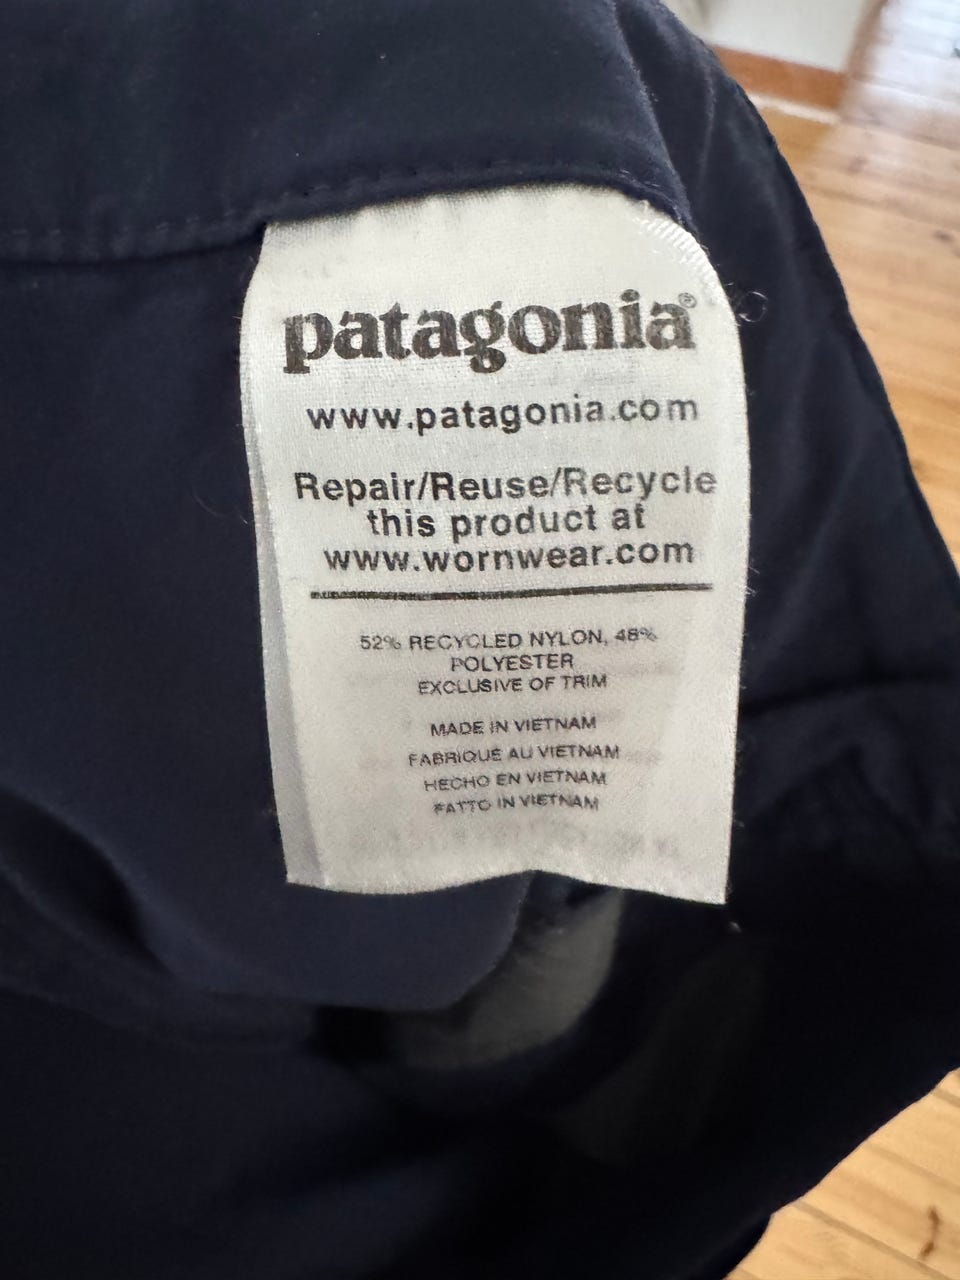 patagonia®
www.patagonia.com
Repair/Reuse/Recycle
this product at
www.wornwear.com
52% RECYCLED NYLON, 48%
POLYESTER
EXCLUSIVE OF TRIM
MADE IN VIETNAM
FABRIQUÉ AU VIETNAM
HECHO EN VIETNAM
FATTO IN VIETNAM